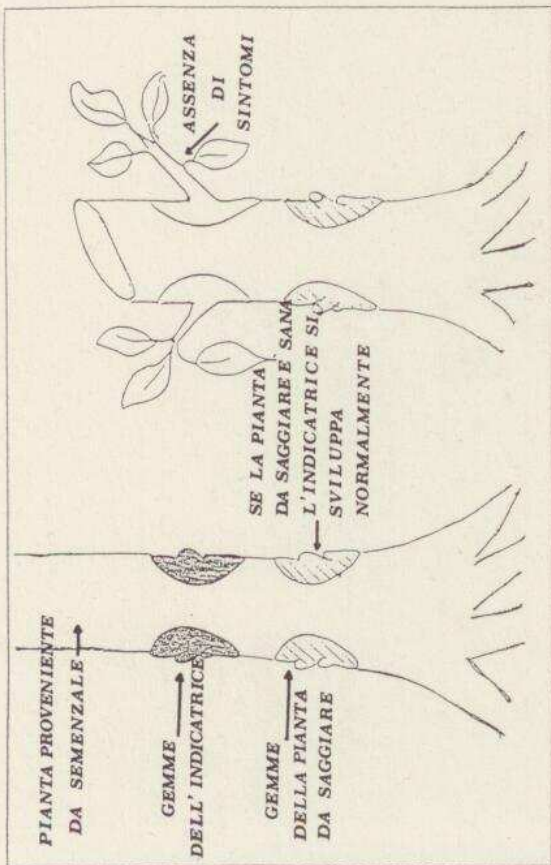 PIANTA PROVENIENTE
DA SEMENZALE
GEMME
DELL' INDICATRICE
GEMME
DELLA PIANTA
DA SAGGIARE
SE LA PIANTA
DA SAGGIARE E SANA
L'INDICATRICE SI
SVILUPPA
NORMALMENTE
ASSENZA
DI
SINTOMI